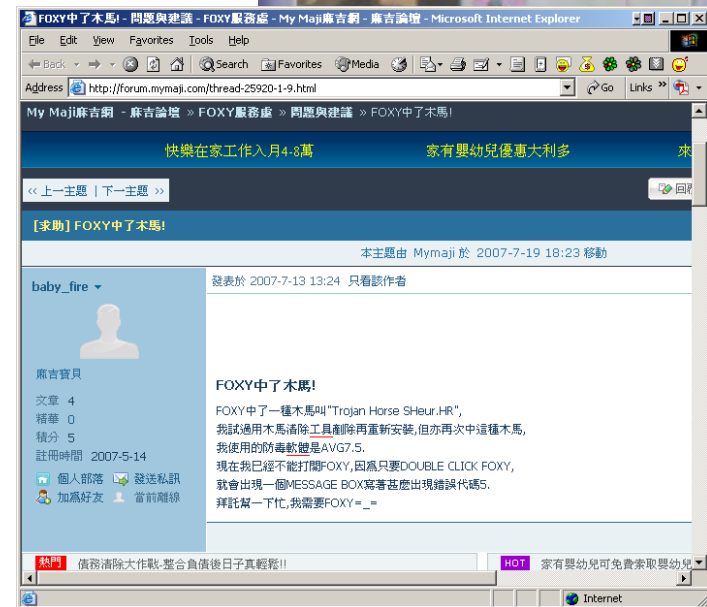 FOXY中了木馬! - 問題與建議 - FOXY服務處 - My Maji麻吉網 - 麻吉論壇 - Microsoft Internet Explorer
File Edit View Favorites Tools Help
Back Search Favorites Media
Address http://forum.mymaji.com/thread-25920-1-9.html Go Links »
My Maji麻吉網 - 麻吉論壇 » FOXY服務處 » 問題與建議 » FOXY中了木馬!
快樂在家工作入月4-8萬 家有嬰幼兒優惠大利多 來
‹‹ 上一主題 | 下一主題 ›› 回覆
[求助] FOXY中了木馬!
本主題由 Mymaji 於 2007-7-19 18:23 移動
baby_fire
發表於 2007-7-13 13:24 只看該作者
麻吉寶貝
文章 4
精華 0
積分 5
註冊時間 2007-5-14
個人部落 發送私訊
加為好友 當前離線
FOXY中了木馬!
FOXY中了一種木馬叫"Trojan Horse SHeur.HR",
我試過用木馬清除工具刪除再重新安裝,但亦再次中這種木馬,
我使用的防毒軟體是AVG7.5.
現在我已經不能打開FOXY,因為只要DOUBLE CLICK FOXY,
就會出現一個MESSAGE BOX寫著甚麼出現錯誤代碼5.
拜託幫一下忙,我需要FOXY=_=
熱門 債務清除大作戰-整合負債後日子真輕鬆!! HOT 家有嬰幼兒可免費索取嬰幼兒
Internet